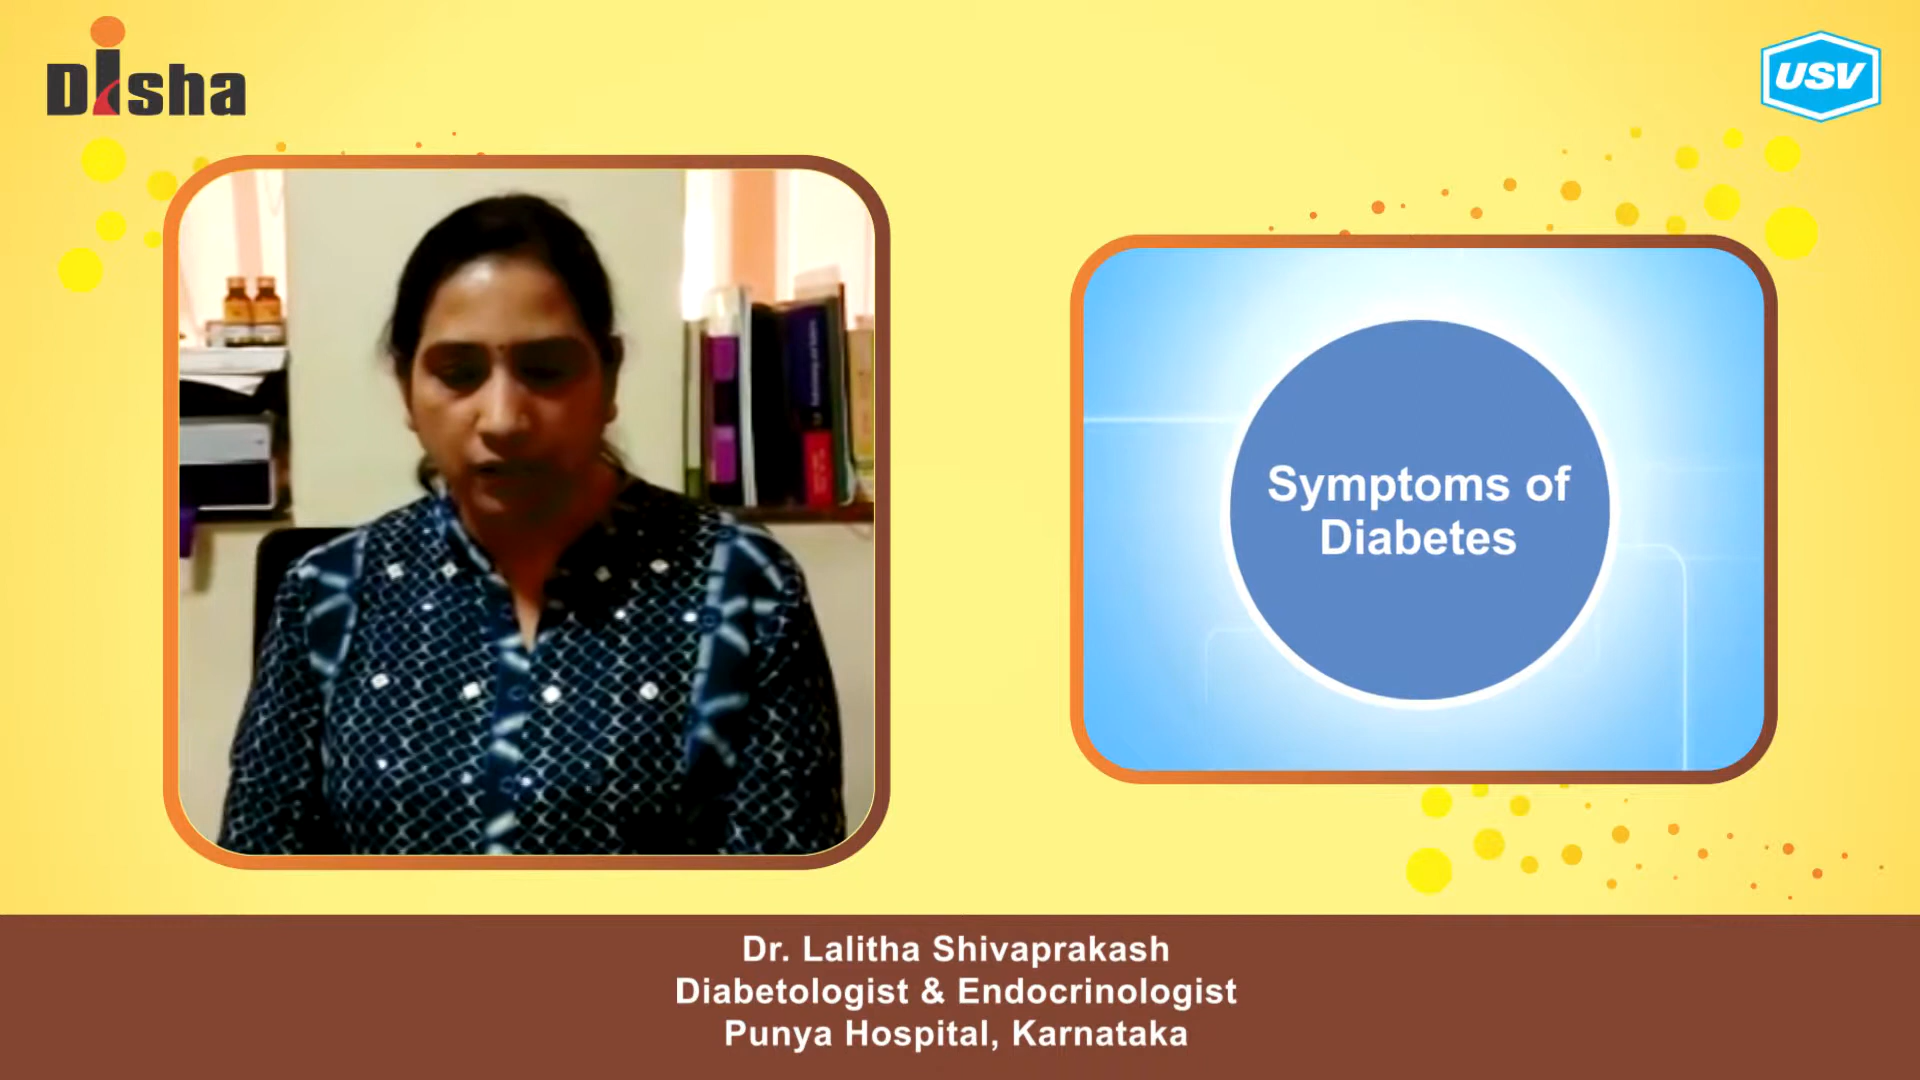 Disha
USV
Symptoms of
Diabetes
Dr. Lalitha Shivaprakash
Diabetologist & Endocrinologist
Punya Hospital, Karnataka